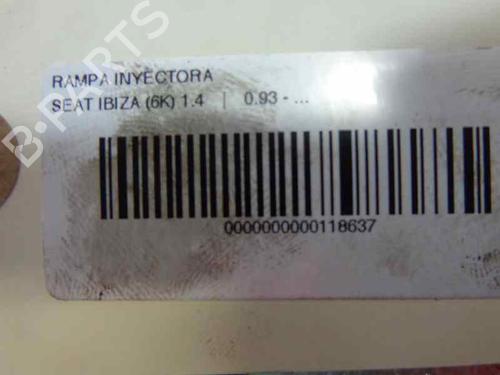 RAMPA INYECTORA
SEAT IBIZA (6K) 1.4 | 0.93 - ...
0000000000118637
B-PARTS